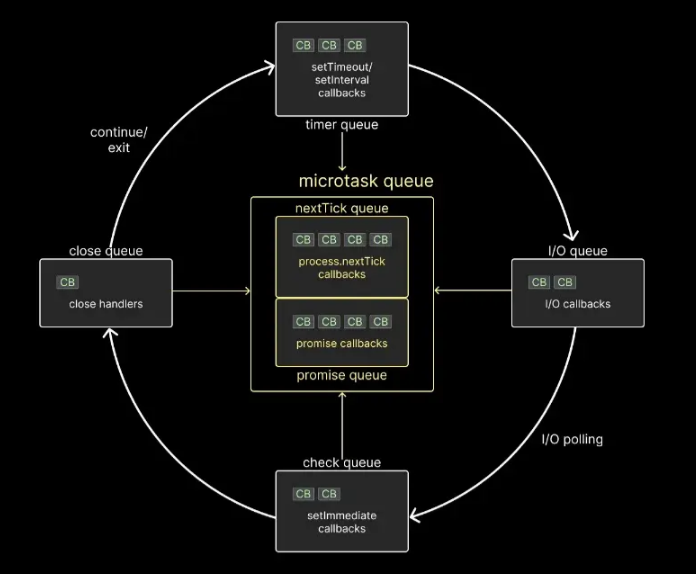 CB CB CB
setTimeout/
setInterval
callbacks
timer queue
continue/
exit
microtask queue
nextTick queue
CB CB CB CB
process.nextTick
callbacks
CB CB CB CB
promise callbacks
promise queue
close queue
CB
close handlers
I/O queue
CB CB
I/O callbacks
I/O polling
check queue
CB CB
setImmediate
callbacks